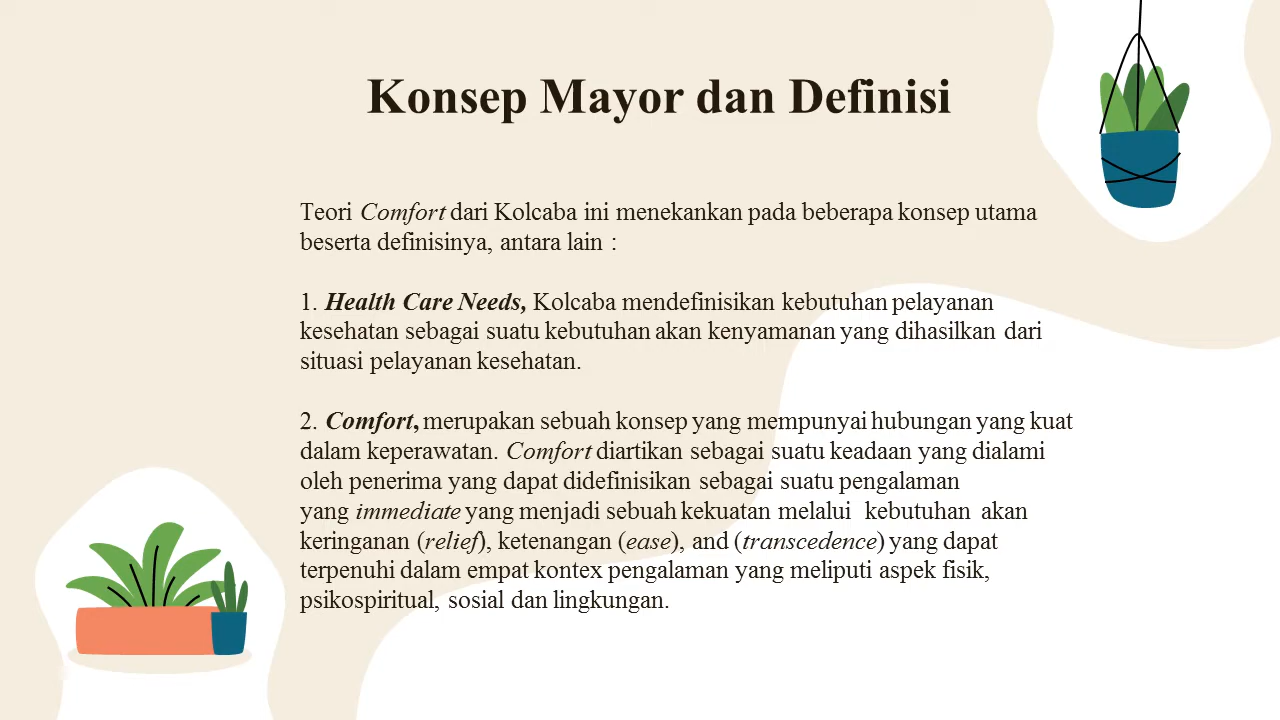 Konsep Mayor dan Definisi
Teori Comfort dari Kolcaba ini menekankan pada beberapa konsep utama
beserta definisinya, antara lain :
1. Health Care Needs, Kolcaba mendefinisikan kebutuhan pelayanan
kesehatan sebagai suatu kebutuhan akan kenyamanan yang dihasilkan dari
situasi pelayanan kesehatan.
2. Comfort, merupakan sebuah konsep yang mempunyai hubungan yang kuat
dalam keperawatan. Comfort diartikan sebagai suatu keadaan yang dialami
oleh penerima yang dapat didefinisikan sebagai suatu pengalaman
yang immediate yang menjadi sebuah kekuatan melalui kebutuhan akan
keringanan (relief), ketenangan (ease), and (transcedence) yang dapat
terpenuhi dalam empat kontex pengalaman yang meliputi aspek fisik,
psikospiritual, sosial dan lingkungan.